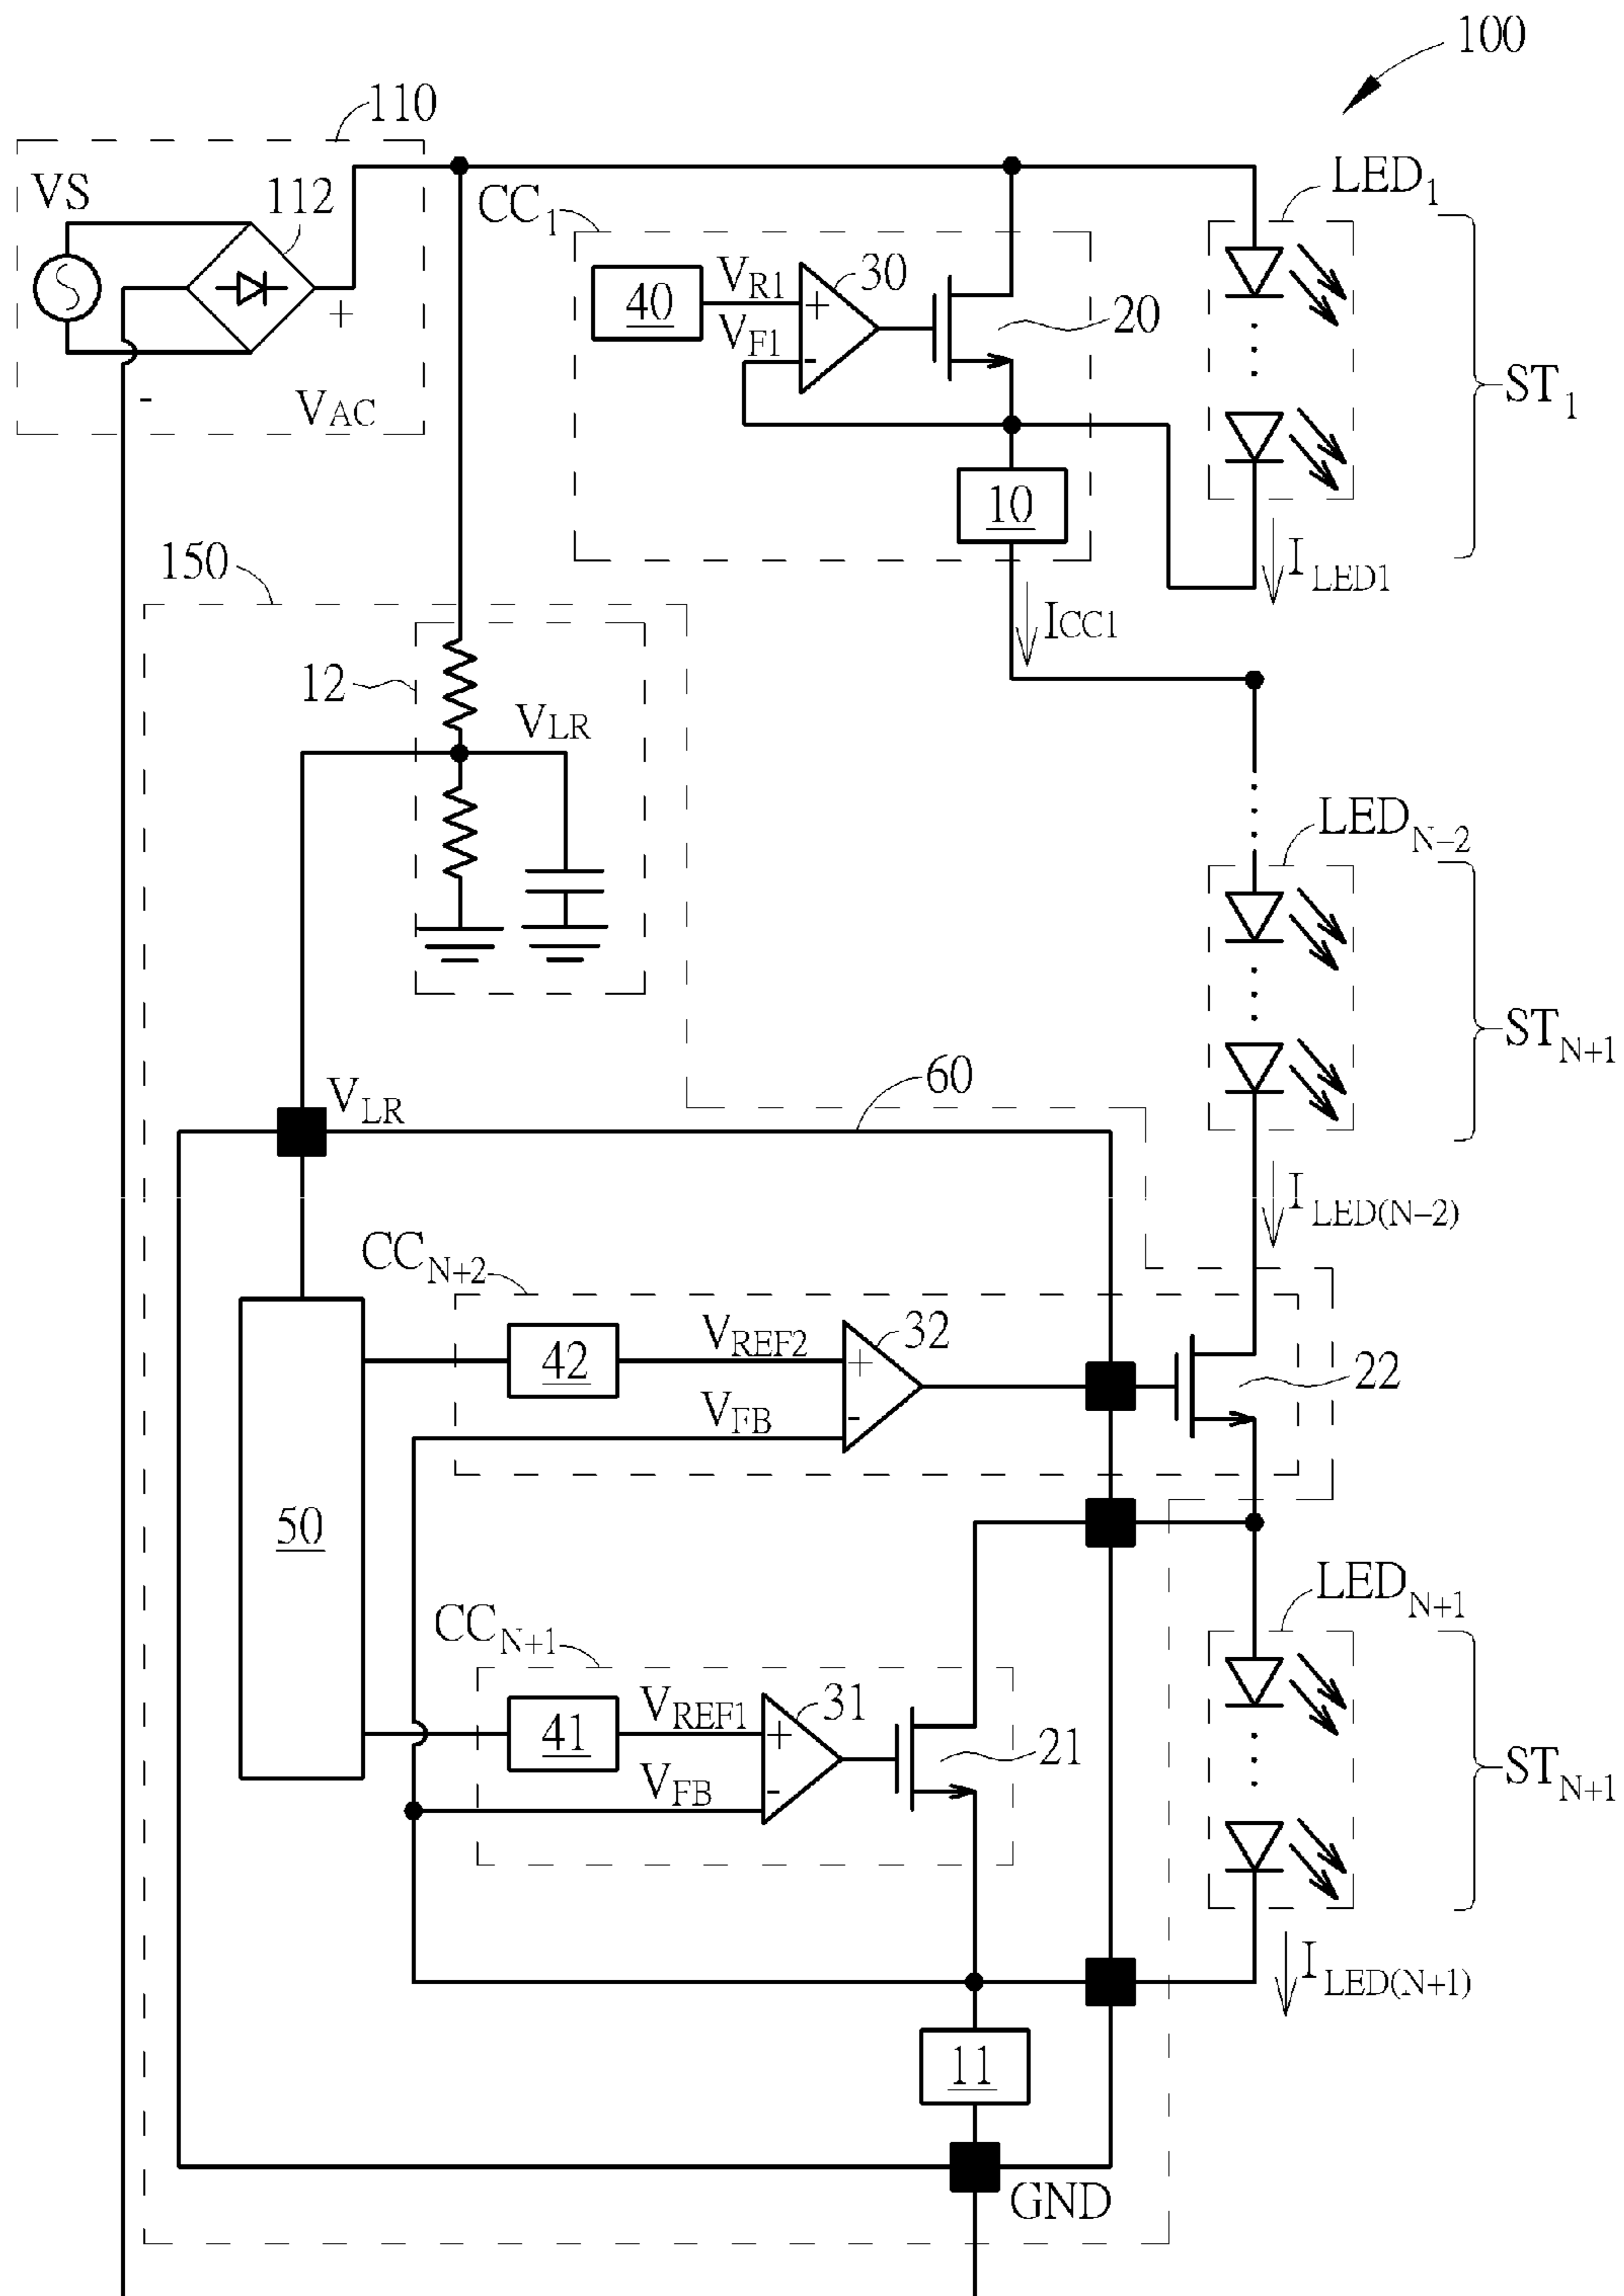 100
110
VS
112
+
-
VAC
CC1
40
VR1
VF1
+
-
30
20
10
ICC1
LED1
ST1
ILED1
150
12
VLR
LEDN-2
STN+1
ILED(N-2)
VLR
60
CCN+2
42
VREF2
VFB
+
-
32
22
50
CCN+1
41
VREF1
VFB
+
-
31
21
LEDN+1
STN+1
ILED(N+1)
11
GND